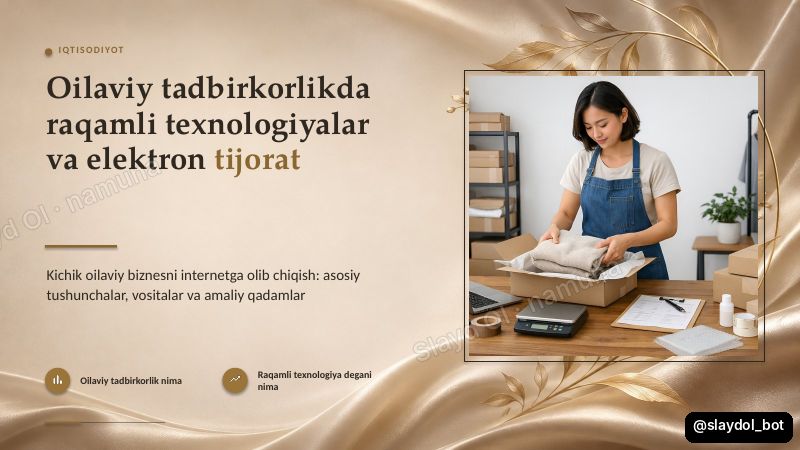 IQTISODIYOT
Oilaviy tadbirkorlikda
raqamli texnologiyalar
va elektron tijorat
Kichik oilaviy biznesni internetga olib chiqish: asosiy
tushunchalar, vositalar va amaliy qadamlar
Oilaviy tadbirkorlik nima
Raqamli texnologiya degani
nima
@slaydol_bot